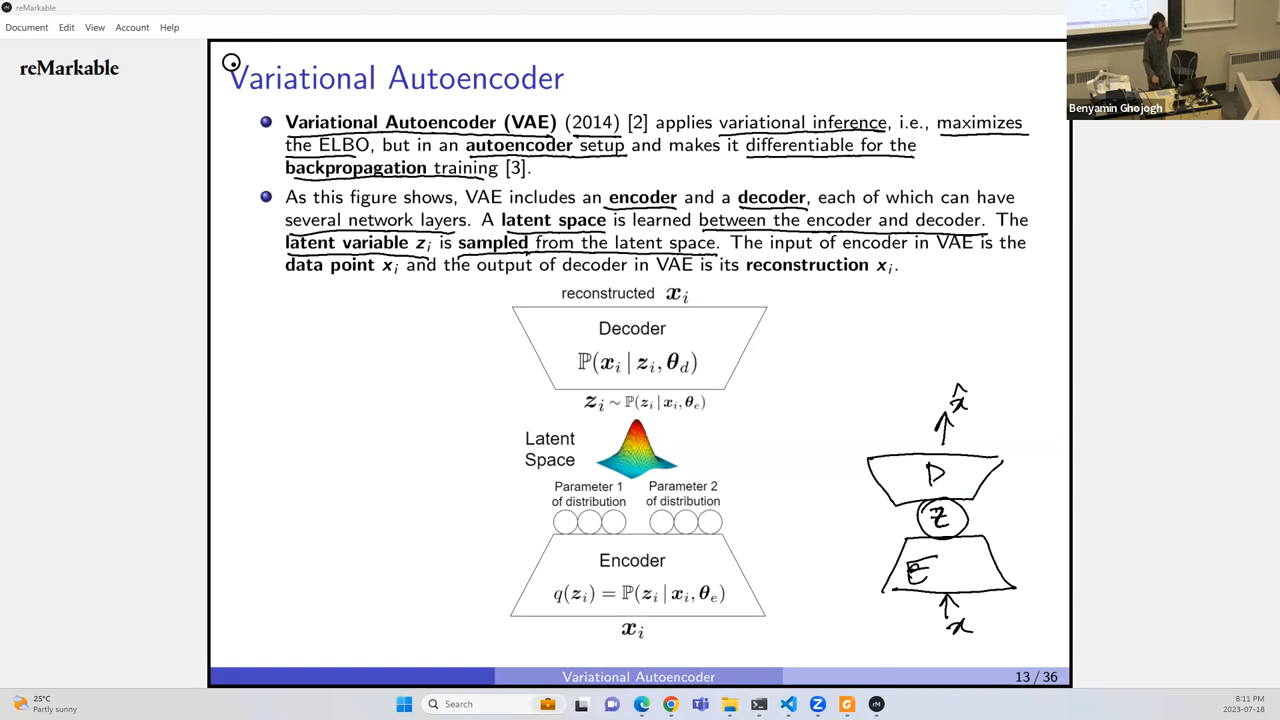 reMarkable
Document Edit View Account Help
reMarkable
Benyamin Ghojogh
Variational Autoencoder
Variational Autoencoder (VAE) (2014) [2] applies variational inference, i.e., maximizes
the ELBO, but in an autoencoder setup and makes it differentiable for the
backpropagation training [3].
As this figure shows, VAE includes an encoder and a decoder, each of which can have
several network layers. A latent space is learned between the encoder and decoder. The
latent variable zᵢ is sampled from the latent space. The input of encoder in VAE is the
data point xᵢ and the output of decoder in VAE is its reconstruction xᵢ.
reconstructed xᵢ
Decoder
ℙ(xᵢ | zᵢ, θ_d)
zᵢ ~ ℙ(zᵢ | xᵢ, θₑ)
Latent
Space
Parameter 1 Parameter 2
of distribution of distribution
Encoder
q(zᵢ) = ℙ(zᵢ | xᵢ, θₑ)
xᵢ
x̂
D
z
E
x
Variational Autoencoder 13 / 36
25°C
Partly sunny
Search
8:11 PM
2023-07-18